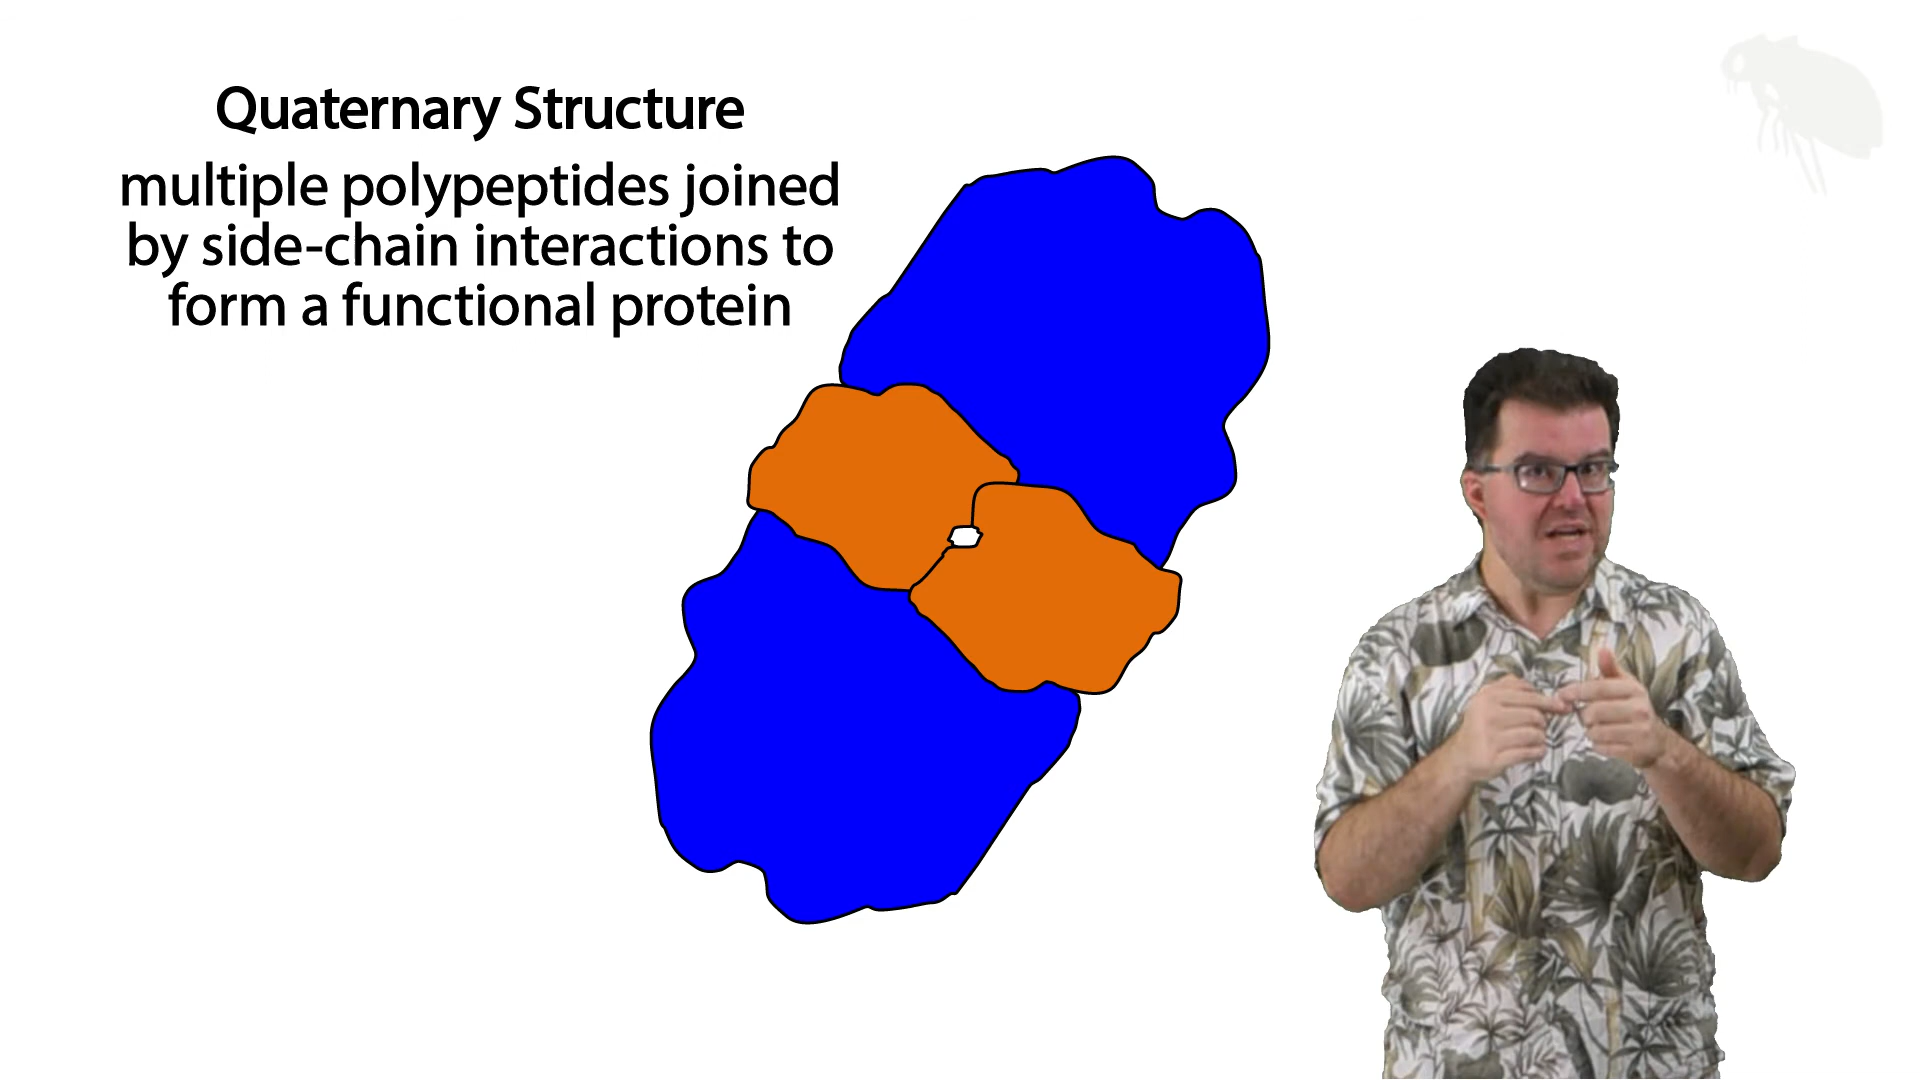 Quaternary Structure
multiple polypeptides joined
by side-chain interactions to
form a functional protein